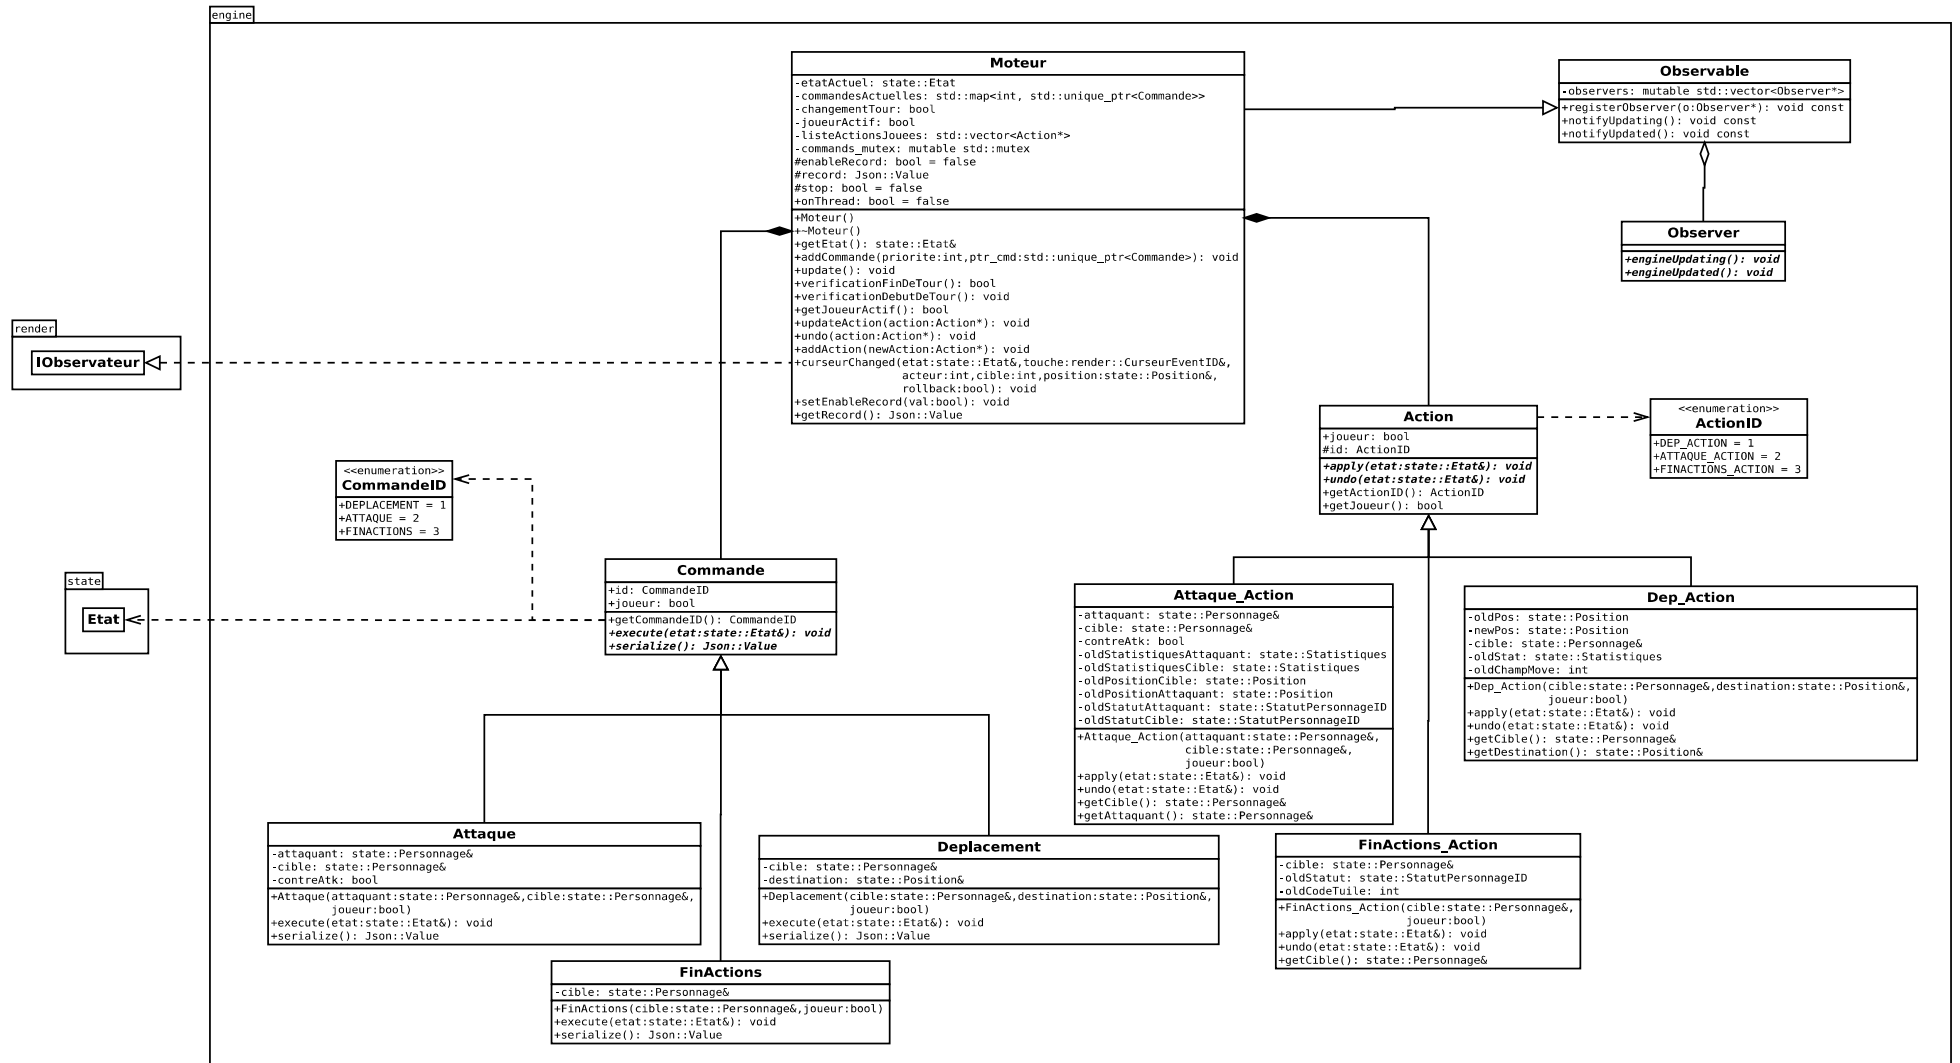 engine
Moteur
-etatActuel: state::Etat
-commandesActuelles: std::map<int, std::unique_ptr<Commande>>
-changementTour: bool
-joueurActif: bool
-listeActionsJouees: std::vector<Action*>
-commands_mutex: mutable std::mutex
#enableRecord: bool = false
#record: Json::Value
#stop: bool = false
+onThread: bool = false
+Moteur()
+~Moteur()
+getEtat(): state::Etat&
+addCommande(priorite:int,ptr_cmd:std::unique_ptr<Commande>): void
+update(): void
+verificationFinDeTour(): bool
+verificationDebutDeTour(): void
+getJoueurActif(): bool
+updateAction(action:Action*): void
+undo(action:Action*): void
+addAction(newAction:Action*): void
+curseurChanged(etat:state::Etat&,touche:render::CurseurEventID&,
acteur:int,cible:int,position:state::Position&,
rollback:bool): void
+setEnableRecord(val:bool): void
+getRecord(): Json::Value
Observable
-observers: mutable std::vector<Observer*>
+registerObserver(o:Observer*): void const
+notifyUpdating(): void const
+notifyUpdated(): void const
Observer
+engineUpdating(): void
+engineUpdated(): void
render
IObservateur
Action
+joueur: bool
#id: ActionID
+apply(etat:state::Etat&): void
+undo(etat:state::Etat&): void
+getActionID(): ActionID
+getJoueur(): bool
<<enumeration>>
ActionID
+DEP_ACTION = 1
+ATTAQUE_ACTION = 2
+FINACTIONS_ACTION = 3
<<enumeration>>
CommandeID
+DEPLACEMENT = 1
+ATTAQUE = 2
+FINACTIONS = 3
state
Etat
Commande
+id: CommandeID
+joueur: bool
+getCommandeID(): CommandeID
+execute(etat:state::Etat&): void
+serialize(): Json::Value
Attaque_Action
-attaquant: state::Personnage&
-cible: state::Personnage&
-contreAtk: bool
-oldStatistiquesAttaquant: state::Statistiques
-oldStatistiquesCible: state::Statistiques
-oldPositionCible: state::Position
-oldPositionAttaquant: state::Position
-oldStatutAttaquant: state::StatutPersonnageID
-oldStatutCible: state::StatutPersonnageID
+Attaque_Action(attaquant:state::Personnage&,
cible:state::Personnage&,
joueur:bool)
+apply(etat:state::Etat&): void
+undo(etat:state::Etat&): void
+getCible(): state::Personnage&
+getAttaquant(): state::Personnage&
Dep_Action
-oldPos: state::Position
-newPos: state::Position
-cible: state::Personnage&
-oldStat: state::Statistiques
-oldChampMove: int
+Dep_Action(cible:state::Personnage&,destination:state::Position&,
joueur:bool)
+apply(etat:state::Etat&): void
+undo(etat:state::Etat&): void
+getCible(): state::Personnage&
+getDestination(): state::Position&
Attaque
-attaquant: state::Personnage&
-cible: state::Personnage&
-contreAtk: bool
+Attaque(attaquant:state::Personnage&,cible:state::Personnage&,
joueur:bool)
+execute(etat:state::Etat&): void
+serialize(): Json::Value
Deplacement
-cible: state::Personnage&
-destination: state::Position&
+Deplacement(cible:state::Personnage&,destination:state::Position&,
joueur:bool)
+execute(etat:state::Etat&): void
+serialize(): Json::Value
FinActions_Action
-cible: state::Personnage&
-oldStatut: state::StatutPersonnageID
-oldCodeTuile: int
+FinActions_Action(cible:state::Personnage&,
joueur:bool)
+apply(etat:state::Etat&): void
+undo(etat:state::Etat&): void
+getCible(): state::Personnage&
FinActions
-cible: state::Personnage&
+FinActions(cible:state::Personnage&,joueur:bool)
+execute(etat:state::Etat&): void
+serialize(): Json::Value